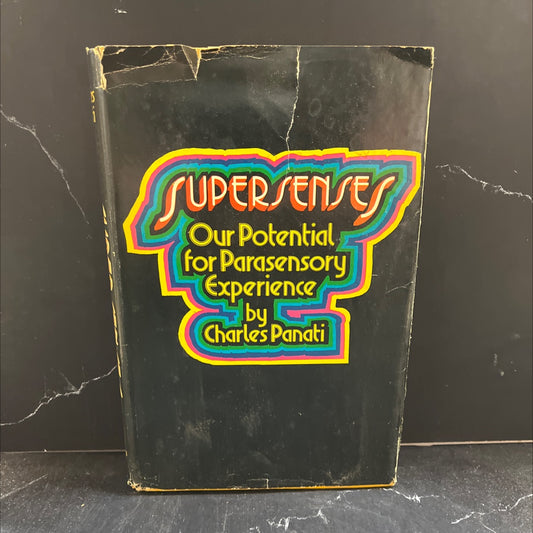 SUPERSENSES
Our Potential
for Parasensory
Experience
by
Charles Panati